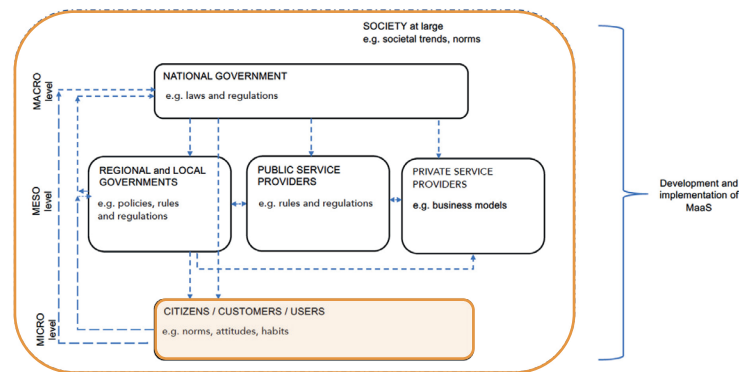 SOCIETY at large
e.g. societal trends, norms
MACRO
level
NATIONAL GOVERNMENT
e.g. laws and regulations
MESO
level
REGIONAL and LOCAL
GOVERNMENTS
e.g. policies, rules
and regulations
PUBLIC SERVICE
PROVIDERS
e.g. rules and regulations
PRIVATE SERVICE
PROVIDERS
e.g. business models
Development and
implementation of
MaaS
MICRO
level
CITIZENS / CUSTOMERS / USERS
e.g. norms, attitudes, habits